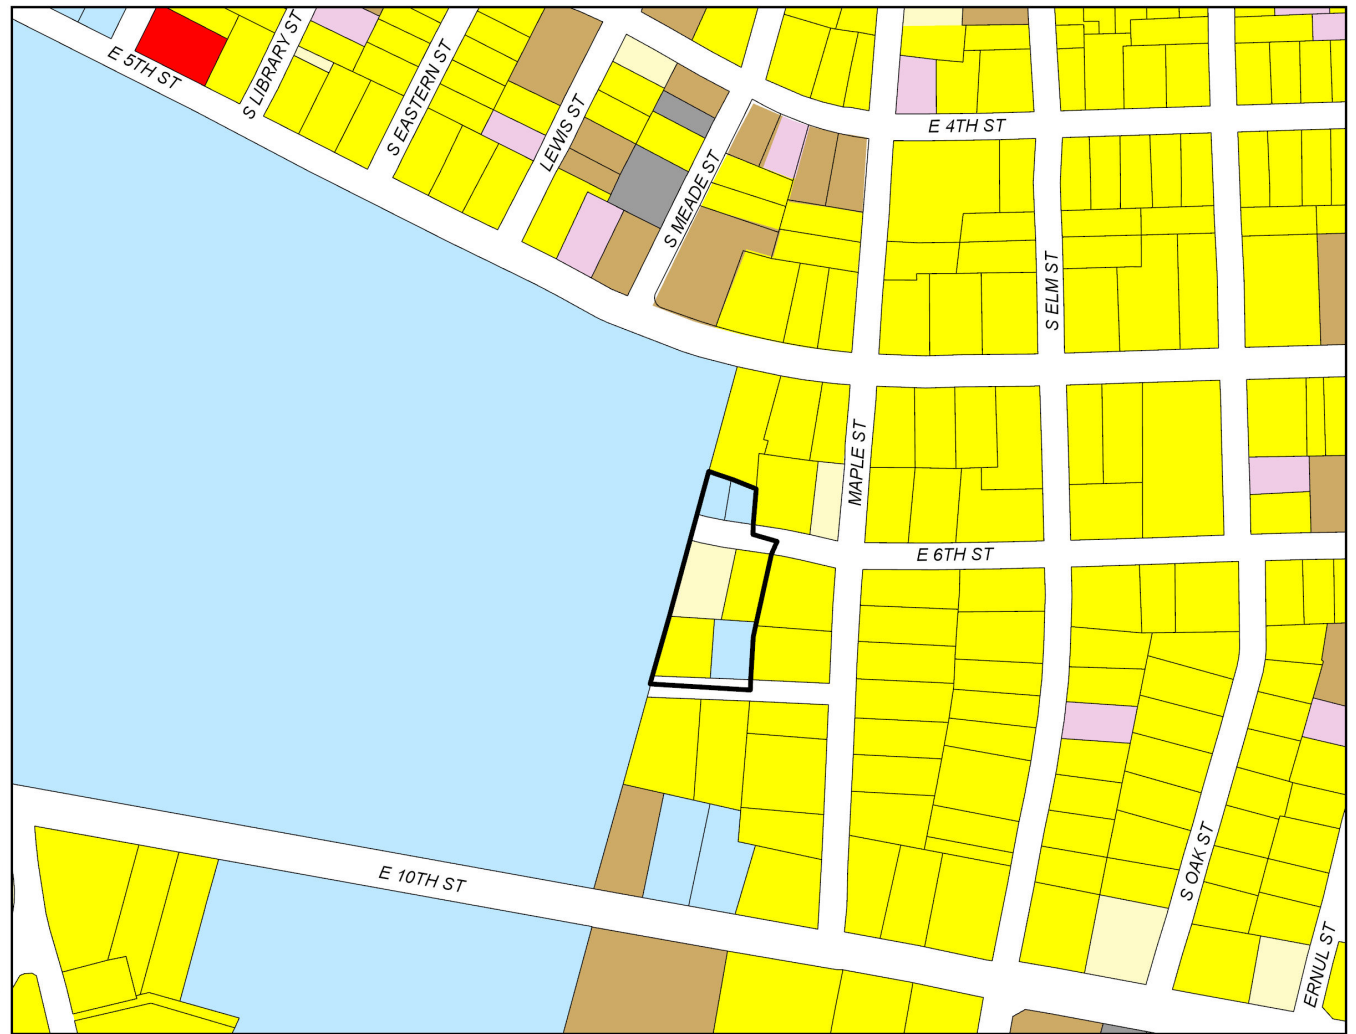 E 5TH ST
S LIBRARY ST
S EASTERN ST
LEWIS ST
S MEADE ST
E 4TH ST
S ELM ST
MAPLE ST
E 6TH ST
E 10TH ST
S OAK ST
ERNUL ST